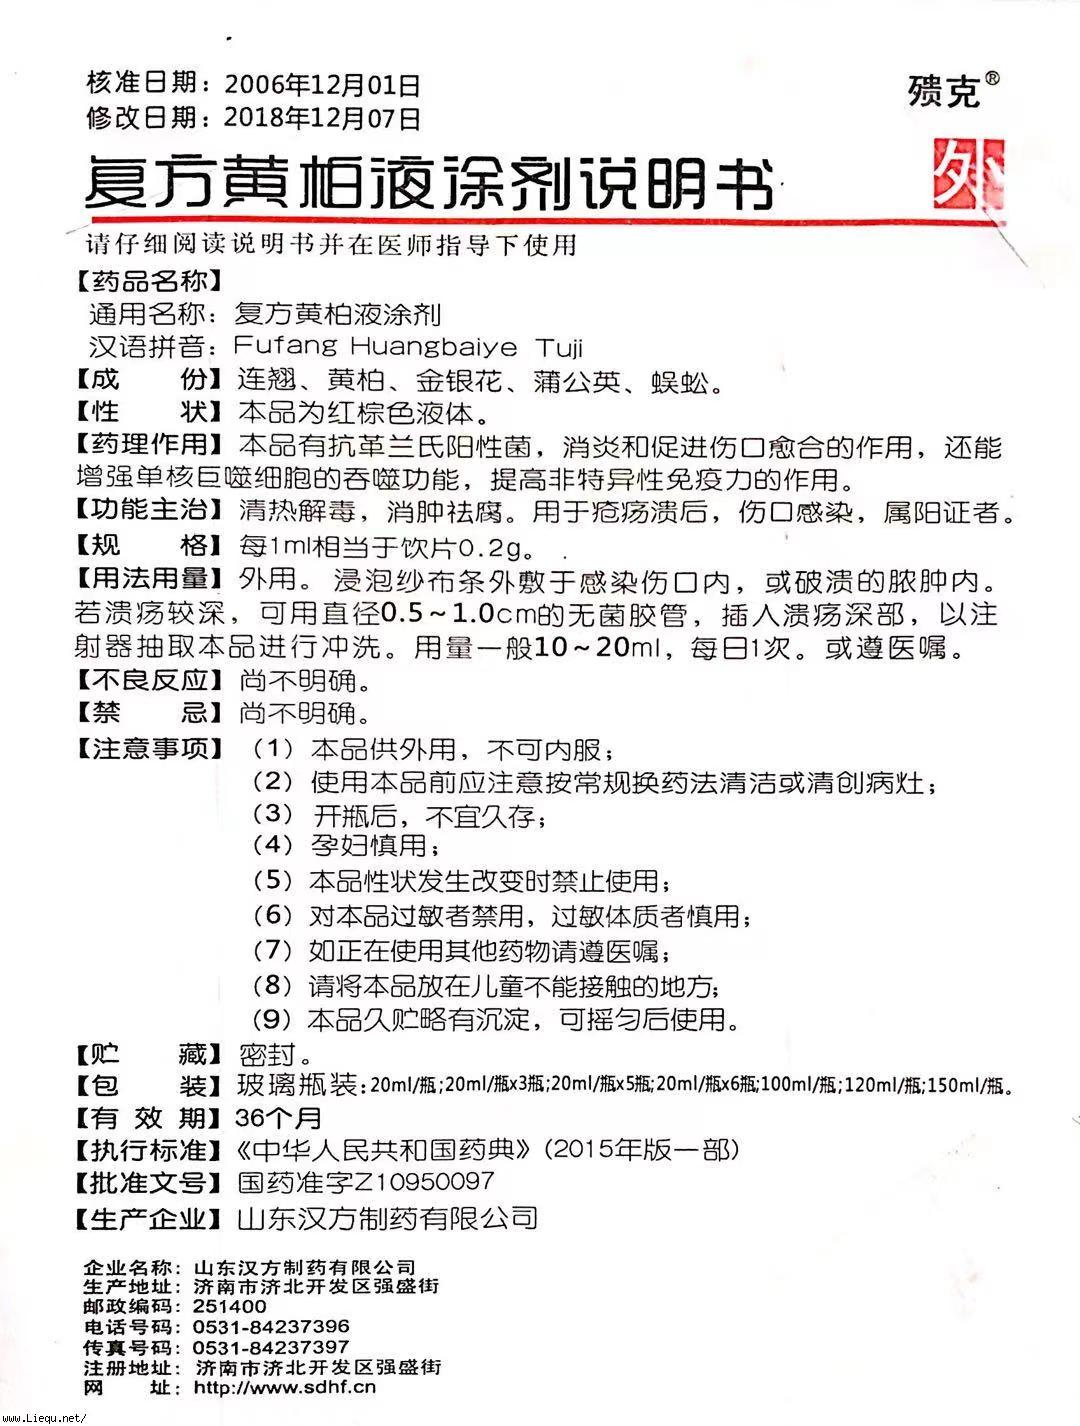 核准日期：2006年12月01日
修改日期：2018年12月07日
殨克®
外
复方黄柏液涂剂说明书
请仔细阅读说明书并在医师指导下使用
【药品名称】
通用名称：复方黄柏液涂剂
汉语拼音：Fufang Huangbaiye Tuji
【成 份】连翘、黄柏、金银花、蒲公英、蜈蚣。
【性 状】本品为红棕色液体。
【药理作用】本品有抗革兰氏阳性菌，消炎和促进伤口愈合的作用，还能
增强单核巨噬细胞的吞噬功能，提高非特异性免疫力的作用。
【功能主治】清热解毒，消肿祛腐。用于疮疡溃后，伤口感染，属阳证者。
【规 格】每1ml相当于饮片0.2g。
【用法用量】外用。浸泡纱布条外敷于感染伤口内，或破溃的脓肿内。
若溃疡较深，可用直径0.5~1.0cm的无菌胶管，插入溃疡深部，以注
射器抽取本品进行冲洗。用量一般10~20ml，每日1次。或遵医嘱。
【不良反应】尚不明确。
【禁 忌】尚不明确。
【注意事项】（1）本品供外用，不可内服；
（2）使用本品前应注意按常规换药法清洁或清创病灶；
（3）开瓶后，不宜久存；
（4）孕妇慎用；
（5）本品性状发生改变时禁止使用；
（6）对本品过敏者禁用，过敏体质者慎用；
（7）如正在使用其他药物请遵医嘱；
（8）请将本品放在儿童不能接触的地方；
（9）本品久贮略有沉淀，可摇匀后使用。
【贮 藏】密封。
【包 装】玻璃瓶装：20ml/瓶；20ml/瓶x3瓶；20ml/瓶x5瓶；20ml/瓶x6瓶；100ml/瓶；120ml/瓶；150ml/瓶。
【有 效 期】36个月
【执行标准】《中华人民共和国药典》（2015年版一部）
【批准文号】国药准字Z10950097
【生产企业】山东汉方制药有限公司
企业名称：山东汉方制药有限公司
生产地址：济南市济北开发区强盛街
邮政编码：251400
电话号码：0531-84237396
传真号码：0531-84237397
注册地址：济南市济北开发区强盛街
网 址：http://www.sdhf.cn
www.Liequ.net/